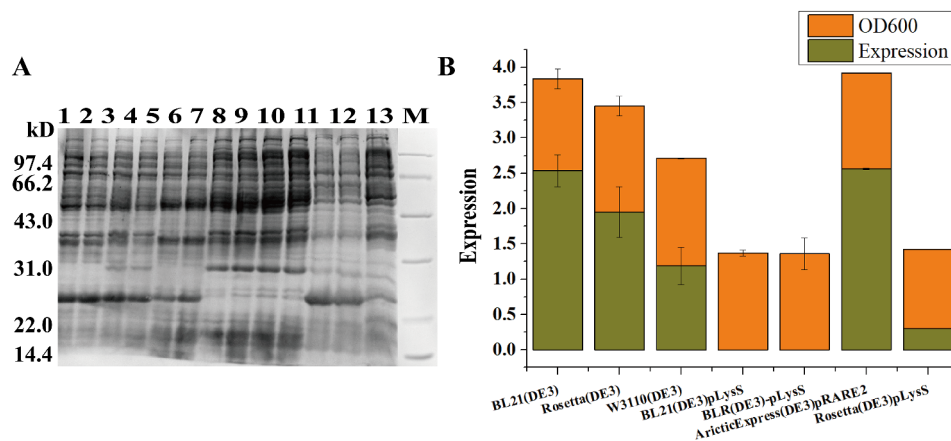 A
1 2 3 4 5 6 7 8 9 10 11 12 13 M
kD
97.4
66.2
43.0
31.0
22.0
14.4
B
OD600
Expression
Expression
4.0
3.5
3.0
2.5
2.0
1.5
1.0
0.5
0.0
BL21(DE3)
Rosetta(DE3)
W3110(DE3)
BL21(DE3)pLysS
BLR(DE3)-pLysS
AricticExpress(DE3)pRARE2
Rosetta(DE3)pLysS